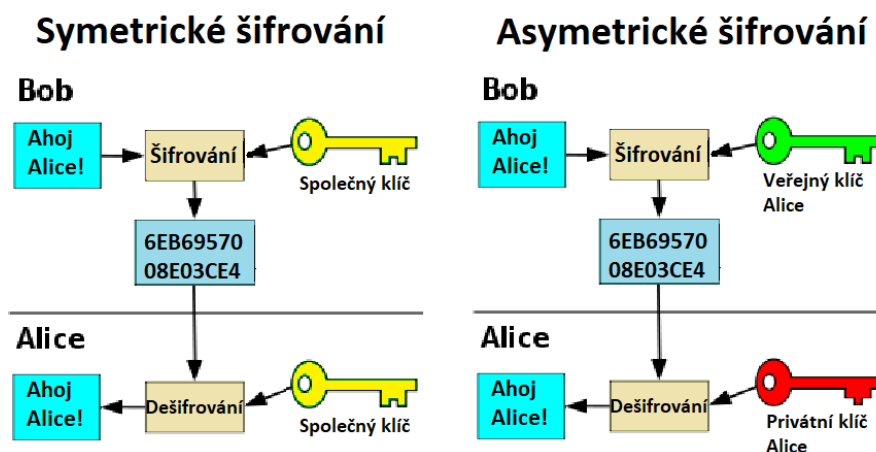 Symetrické šifrování
Bob
Ahoj
Alice!
Šifrování
Společný klíč
6EB69570
08E03CE4
Alice
Ahoj
Alice!
Dešifrování
Společný klíč
Asymetrické šifrování
Bob
Ahoj
Alice!
Šifrování
Veřejný klíč
Alice
6EB69570
08E03CE4
Alice
Ahoj
Alice!
Dešifrování
Privátní klíč
Alice